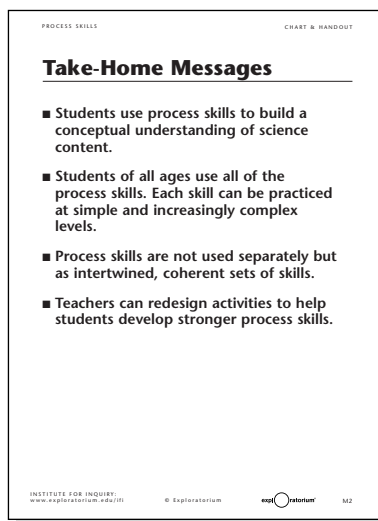 PROCESS SKILLS
CHART & HANDOUT
Take-Home Messages
■ Students use process skills to build a
conceptual understanding of science
content.
■ Students of all ages use all of the
process skills. Each skill can be practiced
at simple and increasingly complex
levels.
■ Process skills are not used separately but
as intertwined, coherent sets of skills.
■ Teachers can redesign activities to help
students develop stronger process skills.
INSTITUTE FOR INQUIRY:
www.exploratorium.edu/ifi
© Exploratorium
exploratorium
M2